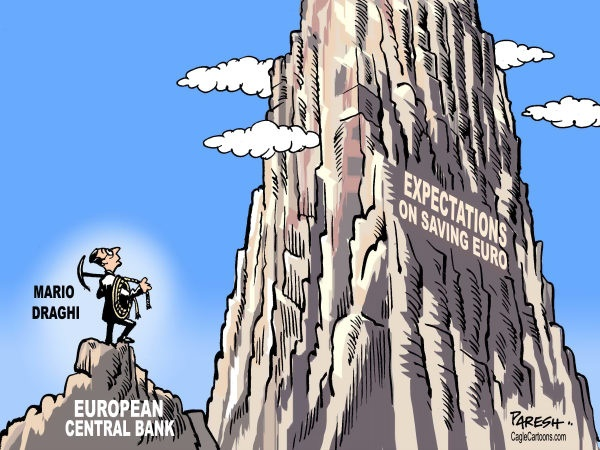 MARIO
DRAGHI
EUROPEAN
CENTRAL BANK
EXPECTATIONS
ON SAVING EURO
PARESH..
CagleCartoons.com